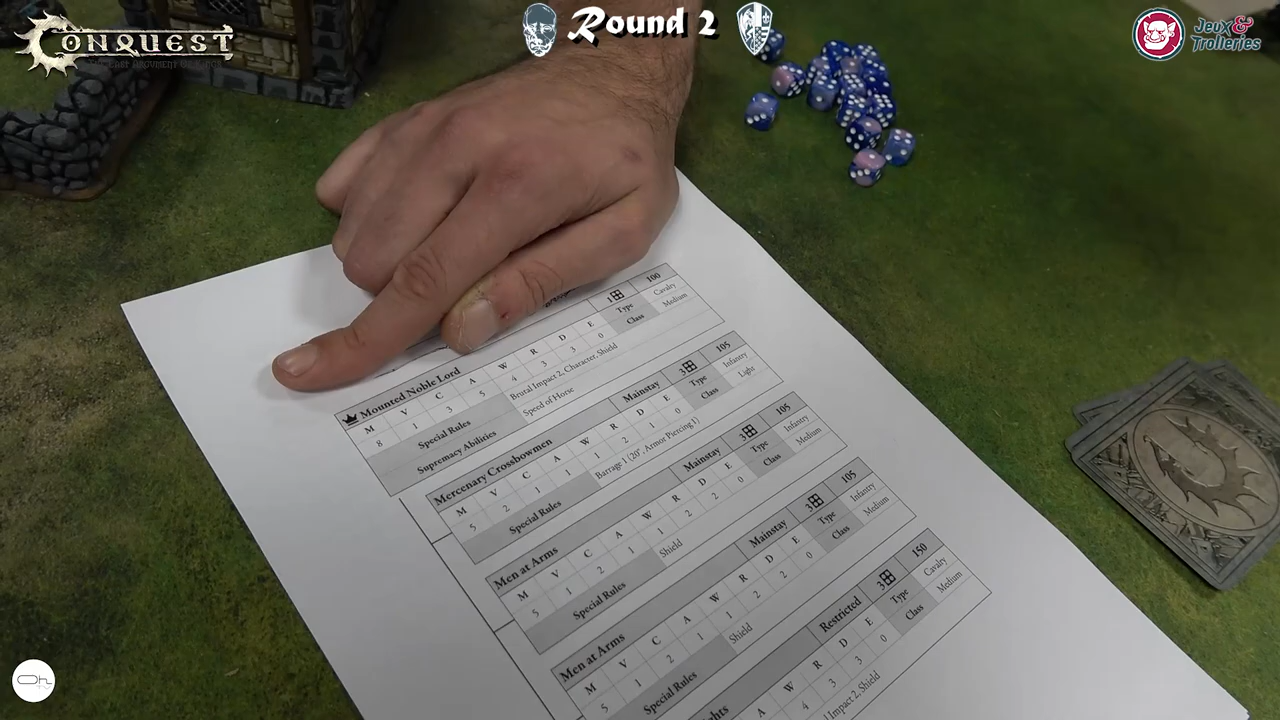 CONQUEST
THE LAST ARGUMENT OF KINGS
Round 2
Jeux&
Trolleries
Mounted Noble Lord 1 100
M V C A W R D E Type Cavalry
8 1 3 5 4 3 3 0 Class Medium
Special Rules Brutal Impact 2, Character, Shield
Supremacy Abilities Speed of Horse
Mercenary Crossbowmen Mainstay 3 105
M V C A W R D E Type Infantry
5 2 1 1 1 2 1 0 Class Light
Special Rules Barrage 1 (20", Armor Piercing 1)
Men at Arms Mainstay 3 105
M V C A W R D E Type Infantry
5 1 2 1 1 2 2 0 Class Medium
Special Rules Shield
Men at Arms Mainstay 3 105
M V C A W R D E Type Infantry
5 1 2 1 1 2 2 0 Class Medium
Special Rules Shield
Restricted 3 150
A W R D E Type Cavalry
4 3 3 0 Class Medium
Impact 2, Shield